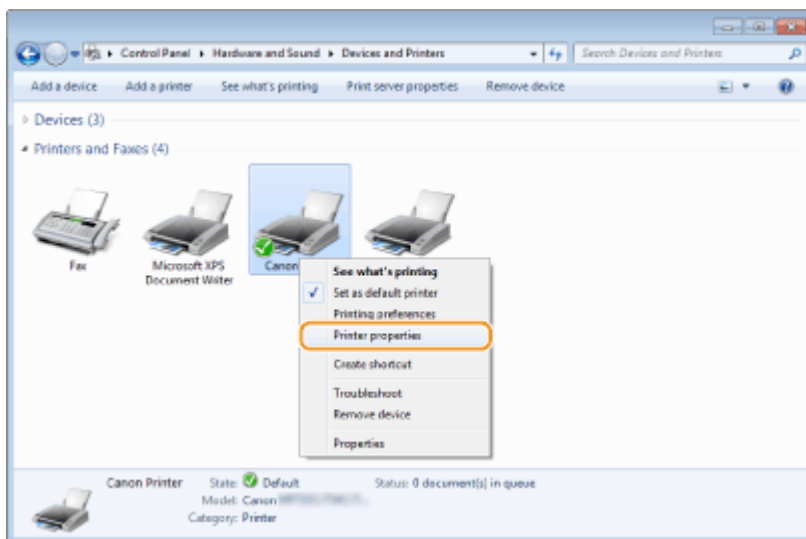 Control Panel ▸ Hardware and Sound ▸ Devices and Printers
Search Devices and Printers
Add a device Add a printer See what's printing Print server properties Remove device
Devices (3)
Printers and Faxes (4)
Fax
Microsoft XPS
Document Writer
Canon
See what's printing
Set as default printer
Printing preferences
Printer properties
Create shortcut
Troubleshoot
Remove device
Properties
Canon Printer State: Default Status: 0 document(s) in queue
Model: Canon
Category: Printer